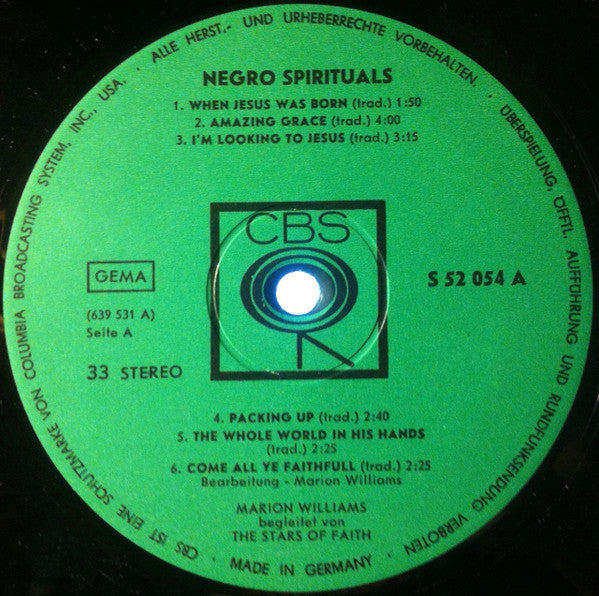 ALLE HERST.- UND URHEBERRECHTE VORBEHALTEN. · ÜBERSPIELUNG, ÖFFTL. AUFFÜHRUNG UND RUNDFUNKSENDUNG VERBOTEN · MADE IN GERMANY · CBS IST EINE SCHUTZMARKE VON COLUMBIA BROADCASTING SYSTEM, INC., USA. ·
NEGRO SPIRITUALS
1. WHEN JESUS WAS BORN (trad.) 1:50
2. AMAZING GRACE (trad.) 4:00
3. I'M LOOKING TO JESUS (trad.) 3:15
CBS
GEMA
S 52 054 A
(639 531 A)
Seite A
33 STEREO
4. PACKING UP (trad.) 2:40
5. THE WHOLE WORLD IN HIS HANDS
(trad.) 2:25
6. COME ALL YE FAITHFULL (trad.) 2:25
Bearbeitung - Marion Williams
MARION WILLIAMS
begleitet von
THE STARS OF FAITH